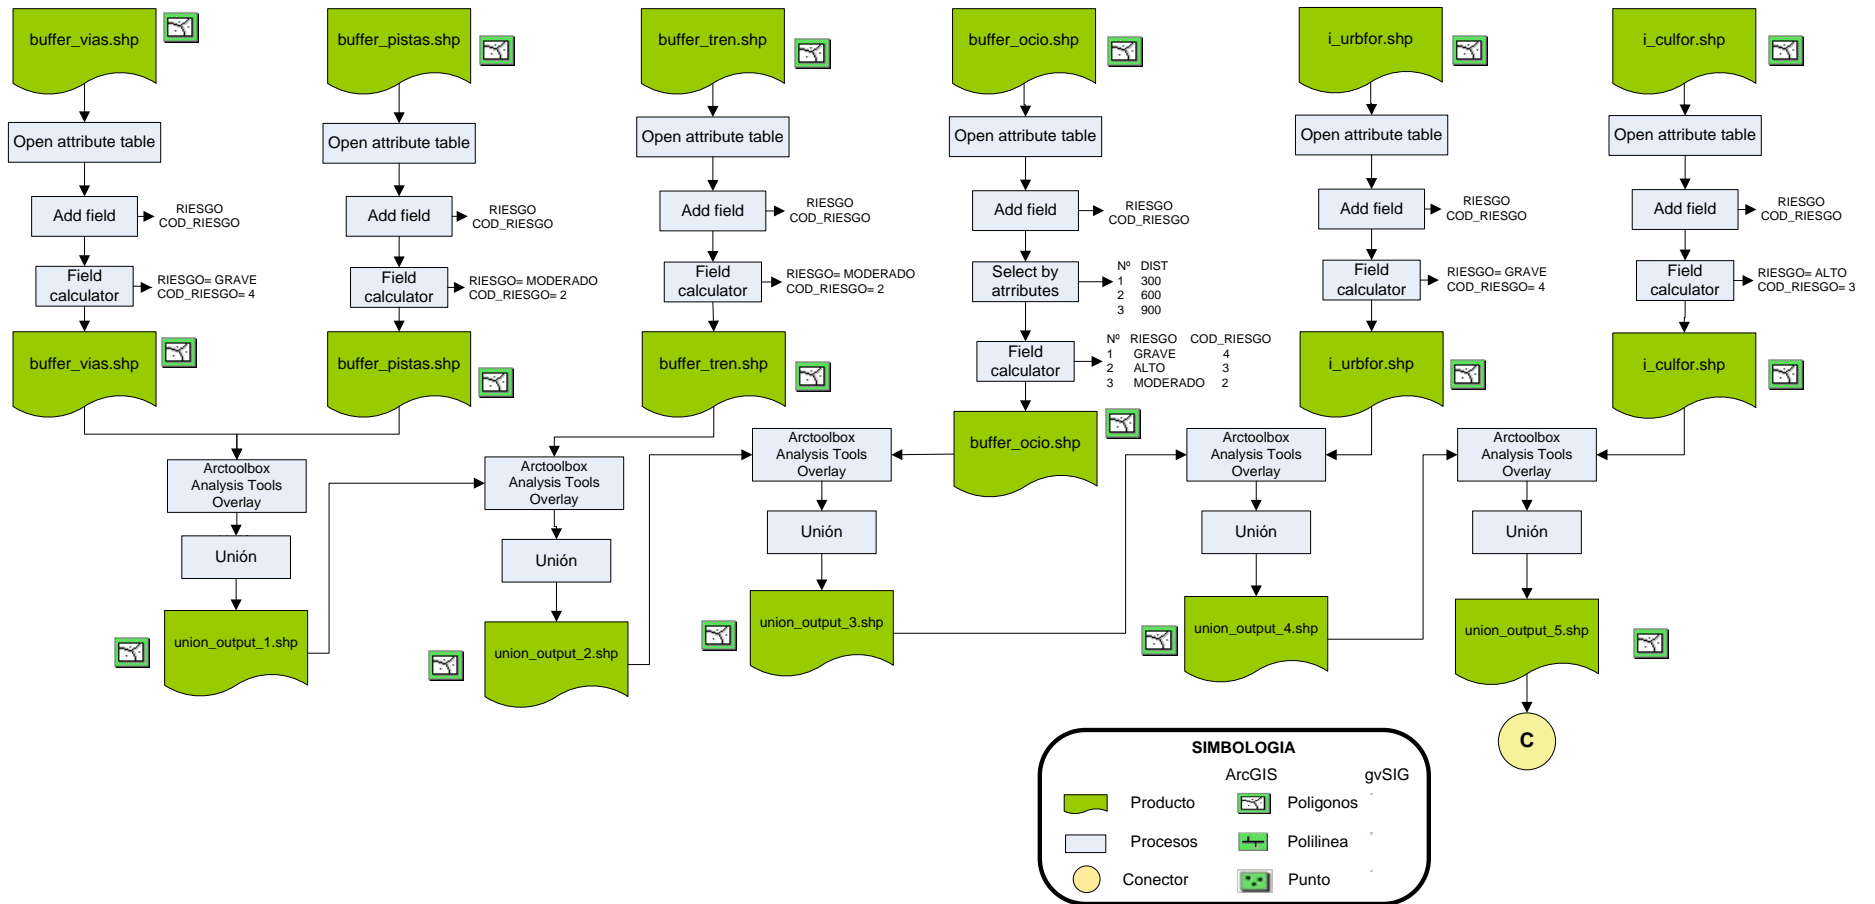 buffer_vias.shp
buffer_pistas.shp
buffer_tren.shp
buffer_ocio.shp
i_urbfor.shp
i_culfor.shp
Open attribute table
Open attribute table
Open attribute table
Open attribute table
Open attribute table
Open attribute table
Add field
RIESGO
COD_RIESGO
Add field
RIESGO
COD_RIESGO
Add field
RIESGO
COD_RIESGO
Add field
RIESGO
COD_RIESGO
Add field
RIESGO
COD_RIESGO
Add field
RIESGO
COD_RIESGO
Field
calculator
RIESGO= GRAVE
COD_RIESGO= 4
Field
calculator
RIESGO= MODERADO
COD_RIESGO= 2
Field
calculator
RIESGO= MODERADO
COD_RIESGO= 2
Select by
atrributes
Nº DIST
1 300
2 600
3 900
Field
calculator
RIESGO= GRAVE
COD_RIESGO= 4
Field
calculator
RIESGO= ALTO
COD_RIESGO= 3
buffer_vias.shp
buffer_pistas.shp
buffer_tren.shp
Field
calculator
Nº RIESGO COD_RIESGO
1 GRAVE 4
2 ALTO 3
3 MODERADO 2
i_urbfor.shp
i_culfor.shp
buffer_ocio.shp
Arctoolbox
Analysis Tools
Overlay
Arctoolbox
Analysis Tools
Overlay
Arctoolbox
Analysis Tools
Overlay
Arctoolbox
Analysis Tools
Overlay
Arctoolbox
Analysis Tools
Overlay
Unión
Unión
Unión
Unión
Unión
union_output_1.shp
union_output_2.shp
union_output_3.shp
union_output_4.shp
union_output_5.shp
C
SIMBOLOGIA
ArcGIS gvSIG
Producto Poligonos
Procesos Polilinea
Conector Punto